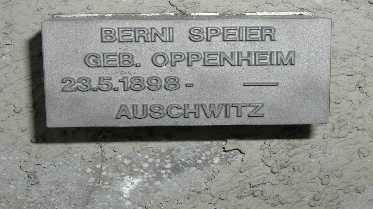 BERNI SPEIER
GEB. OPPENHEIM
23.5.1898 - —
AUSCHWITZ